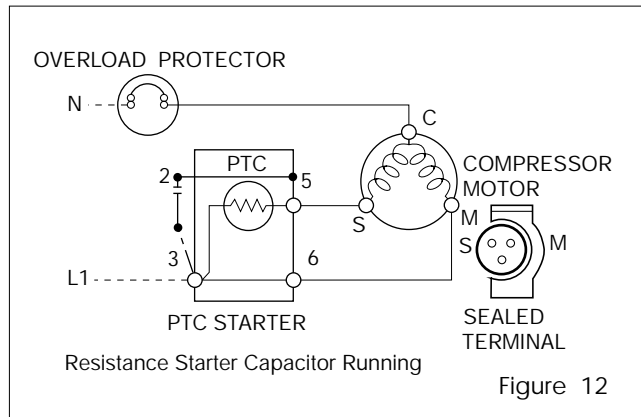 OVERLOAD PROTECTOR
N
C
PTC
2
5
COMPRESSOR
MOTOR
S
M
S
M
3
6
L1
PTC STARTER
SEALED
TERMINAL
Resistance Starter Capacitor Running
Figure 12